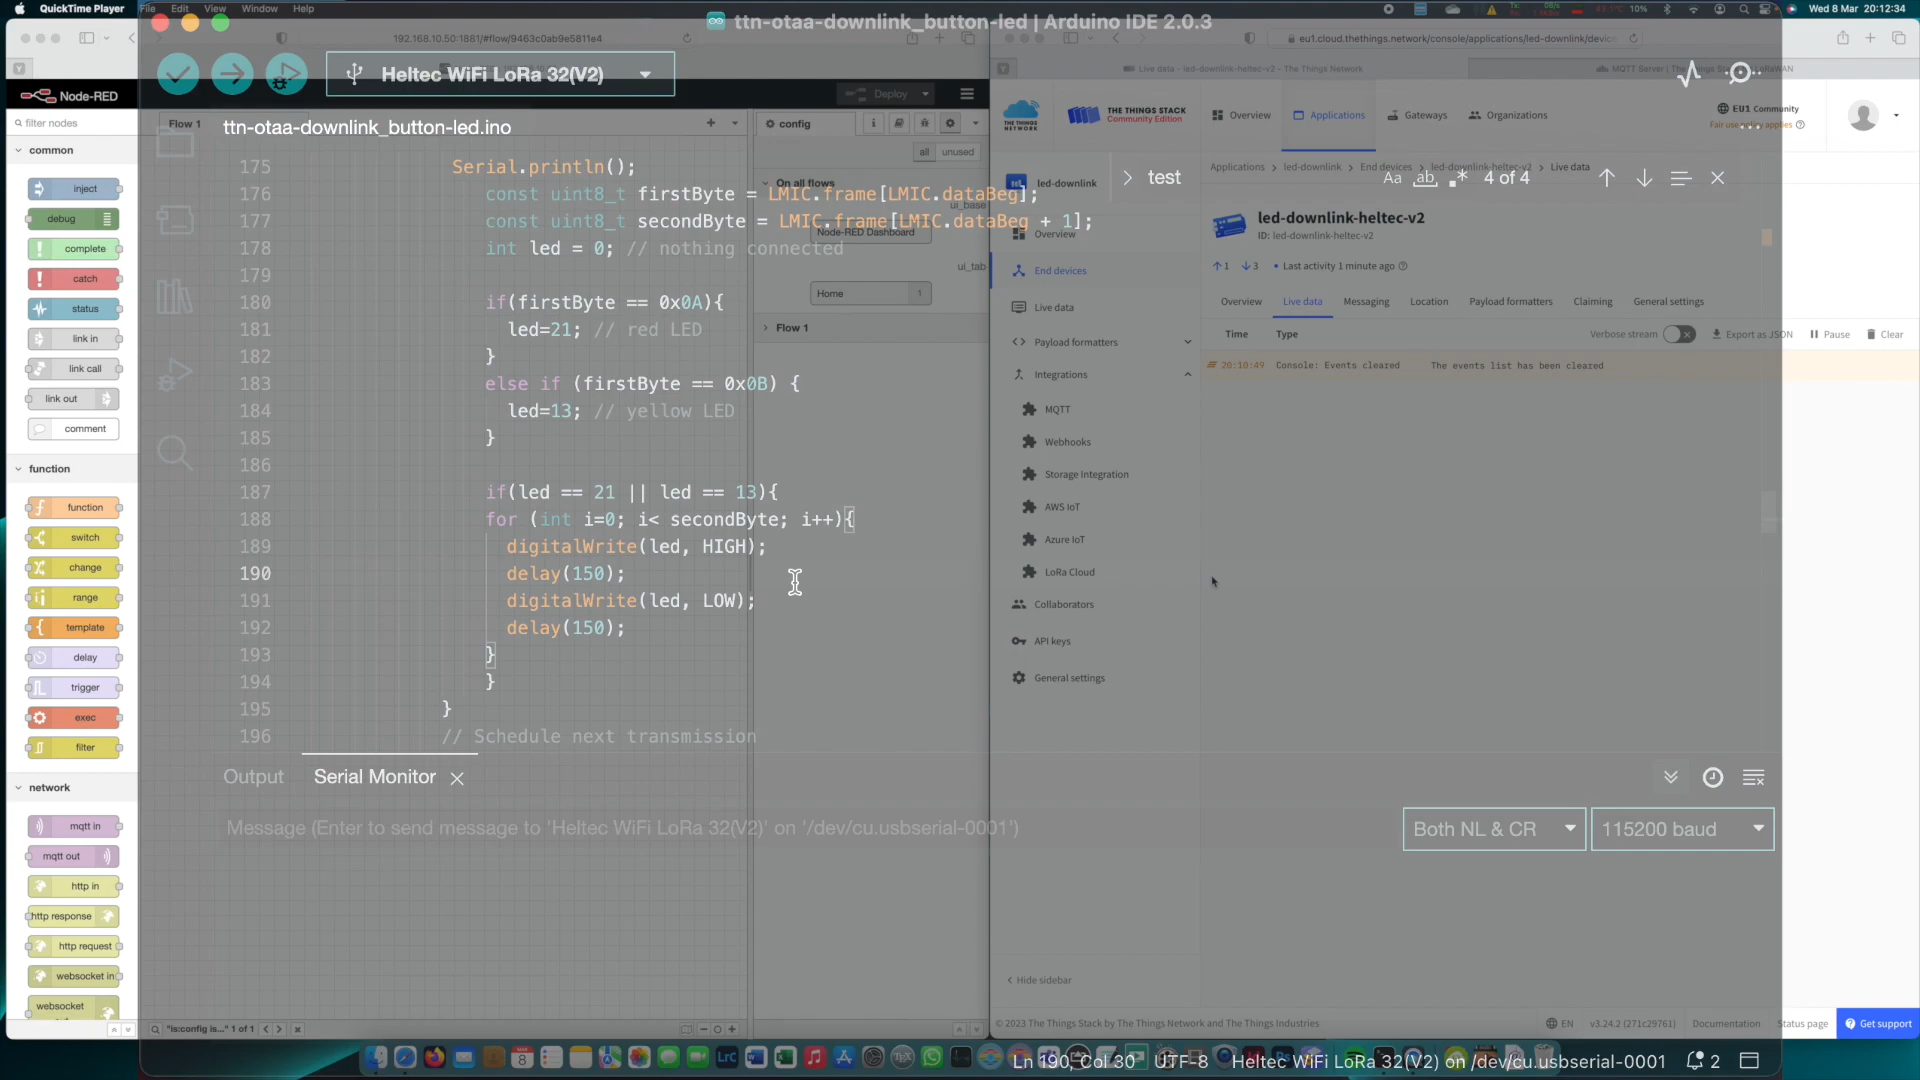 QuickTime Player File Edit View Window Help
10% Wed 8 Mar 20:12:34
ttn-otaa-downlink_button-led | Arduino IDE 2.0.3
192.168.10.50:1881/#flow/9463c0ab9e5811e4
eu1.cloud.thethings.network/console/applications/led-downlink/device
Heltec WiFi LoRa 32(V2)
Live data - led-downlink-heltec-v2 - The Things Network
Node-RED
Deploy
filter nodes
Flow 1
ttn-otaa-downlink_button-led.ino
config
all unused
On all flows
ui_base
Node-RED Dashboard
ui_tab
Home 1
Flow 1
common
inject
debug
complete
catch
status
link in
link call
link out
comment
function
function
switch
change
range
template
delay
trigger
exec
filter
network
mqtt in
mqtt out
http in
http response
http request
websocket in
websocket
175 Serial.println();
176 const uint8_t firstByte = LMIC.frame[LMIC.dataBeg];
177 const uint8_t secondByte = LMIC.frame[LMIC.dataBeg + 1];
178 int led = 0; // nothing connected
179
180 if(firstByte == 0x0A){
181 led=21; // red LED
182 }
183 else if (firstByte == 0x0B) {
184 led=13; // yellow LED
185 }
186
187 if(led == 21 || led == 13){
188 for (int i=0; i< secondByte; i++){
189 digitalWrite(led, HIGH);
190 delay(150);
191 digitalWrite(led, LOW);
192 delay(150);
193 }
194 }
195 }
196 // Schedule next transmission
Output Serial Monitor
Message (Enter to send message to 'Heltec WiFi LoRa 32(V2)' on '/dev/cu.usbserial-0001')
Both NL & CR 115200 baud
THE THINGS NETWORK
THE THINGS STACK
Community Edition
Overview Applications Gateways Organizations
EU1 Community
Fair use policy applies
led-downlink
Applications > led-downlink > End devices > led-downlink-heltec-v2 > Live data
test
Aa ab 4 of 4
led-downlink-heltec-v2
ID: led-downlink-heltec-v2
↑1 ↓3 • Last activity 1 minute ago
Overview Live data Messaging Location Payload formatters Claiming General settings
Time Type Verbose stream Export as JSON Pause Clear
20:10:49 Console: Events cleared The events list has been cleared
Overview
End devices
Live data
Payload formatters
Integrations
MQTT
Webhooks
Storage Integration
AWS IoT
Azure IoT
LoRa Cloud
Collaborators
API keys
General settings
Hide sidebar
© 2023 The Things Stack by The Things Network and The Things Industries
EN v3.24.2 (271c29761) Documentation Status page Get support
"is:config is..." 1 of 1
Ln 190, Col 30 UTF-8 Heltec WiFi LoRa 32(V2) on /dev/cu.usbserial-0001 2